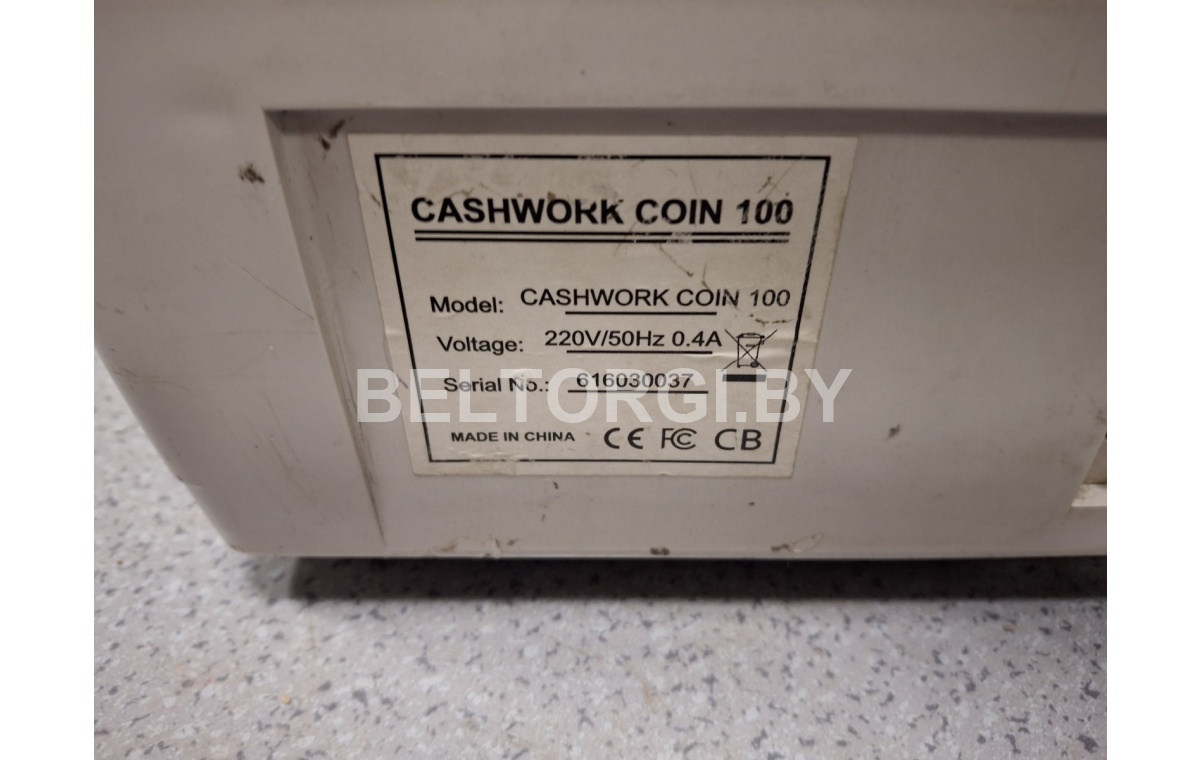 CASHWORK COIN 100
Model: CASHWORK COIN 100
Voltage: 220V/50Hz 0.4A
Serial No.: 616030037
BELTORGI.BY
MADE IN CHINA CE FC CB